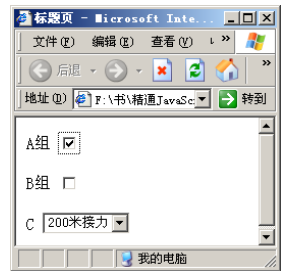 标题页 - Microsoft Inte...
文件(F) 编辑(E) 查看(V) »
后退 »
地址(D) F:\书\精通JavaSc 转到
A组
B组
C 200米接力
我的电脑